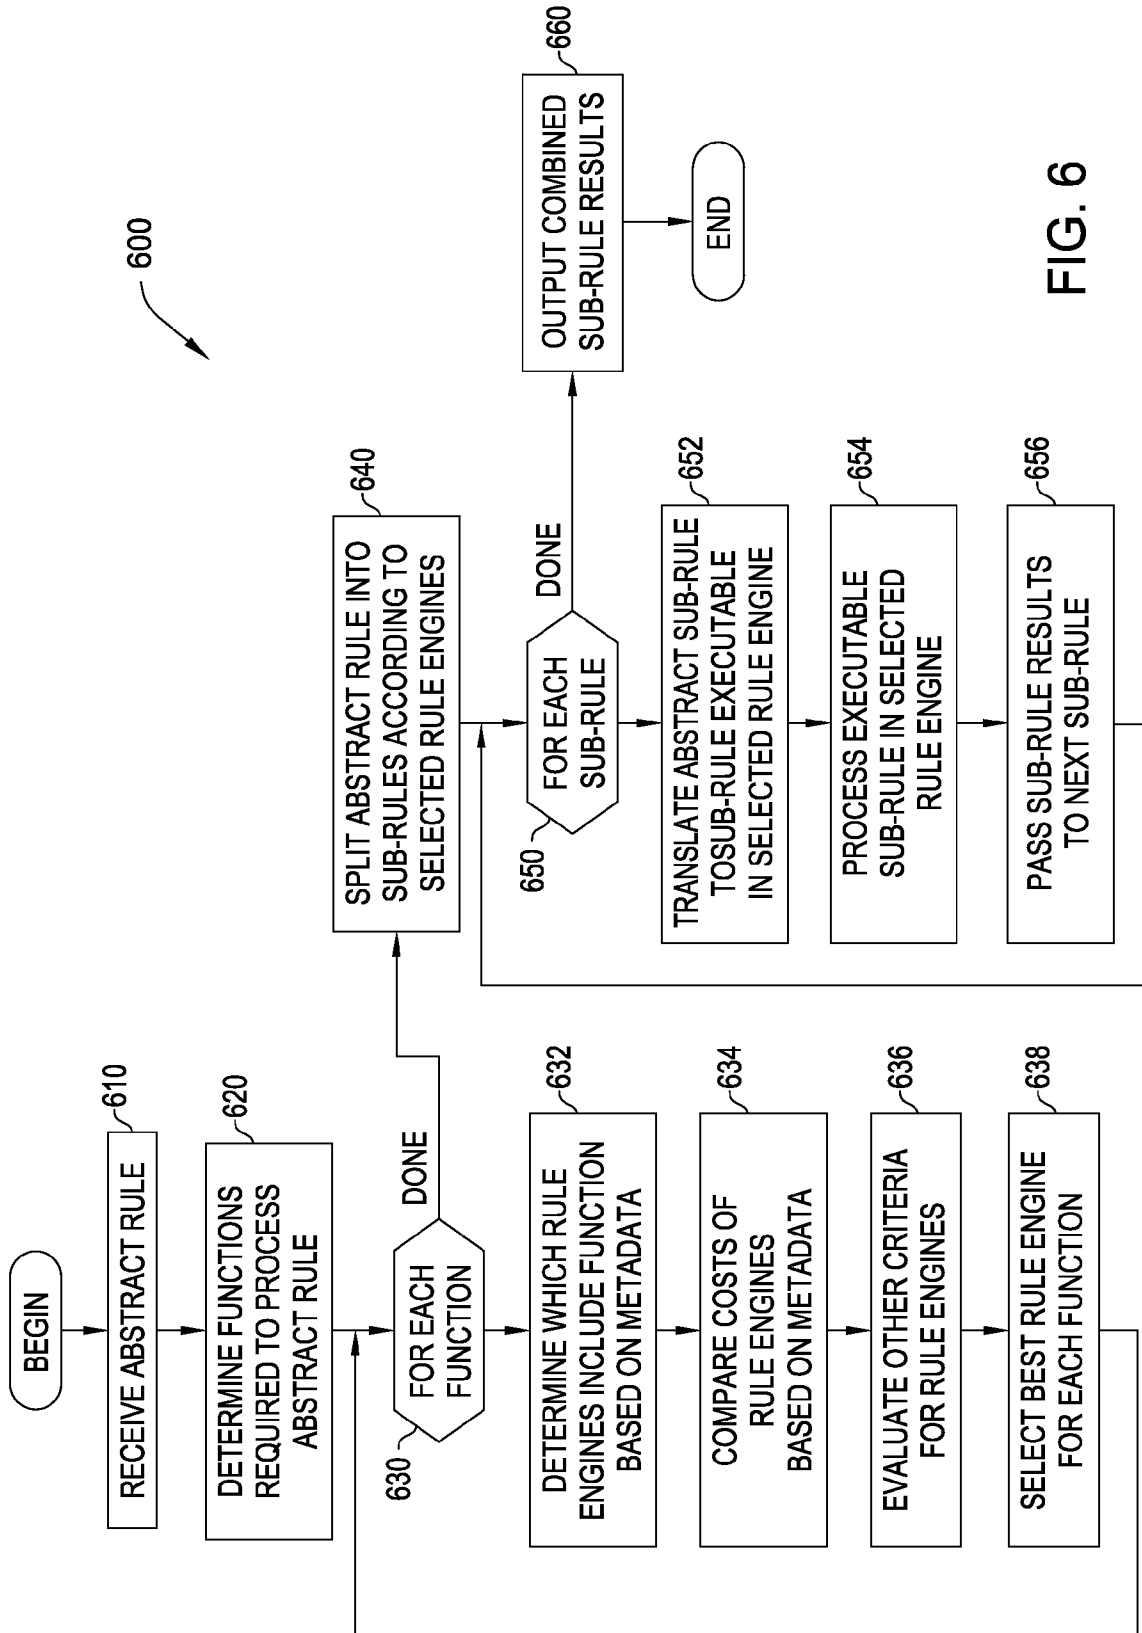 600
BEGIN
RECEIVE ABSTRACT RULE
610
DETERMINE FUNCTIONS
REQUIRED TO PROCESS
ABSTRACT RULE
620
FOR EACH
FUNCTION
630
DONE
DETERMINE WHICH RULE
ENGINES INCLUDE FUNCTION
BASED ON METADATA
632
COMPARE COSTS OF
RULE ENGINES
BASED ON METADATA
634
EVALUATE OTHER CRITERIA
FOR RULE ENGINES
636
SELECT BEST RULE ENGINE
FOR EACH FUNCTION
638
SPLIT ABSTRACT RULE INTO
SUB-RULES ACCORDING TO
SELECTED RULE ENGINES
640
FOR EACH
SUB-RULE
650
DONE
TRANSLATE ABSTRACT SUB-RULE
TOSUB-RULE EXECUTABLE
IN SELECTED RULE ENGINE
652
PROCESS EXECUTABLE
SUB-RULE IN SELECTED
RULE ENGINE
654
PASS SUB-RULE RESULTS
TO NEXT SUB-RULE
656
OUTPUT COMBINED
SUB-RULE RESULTS
660
END
FIG. 6